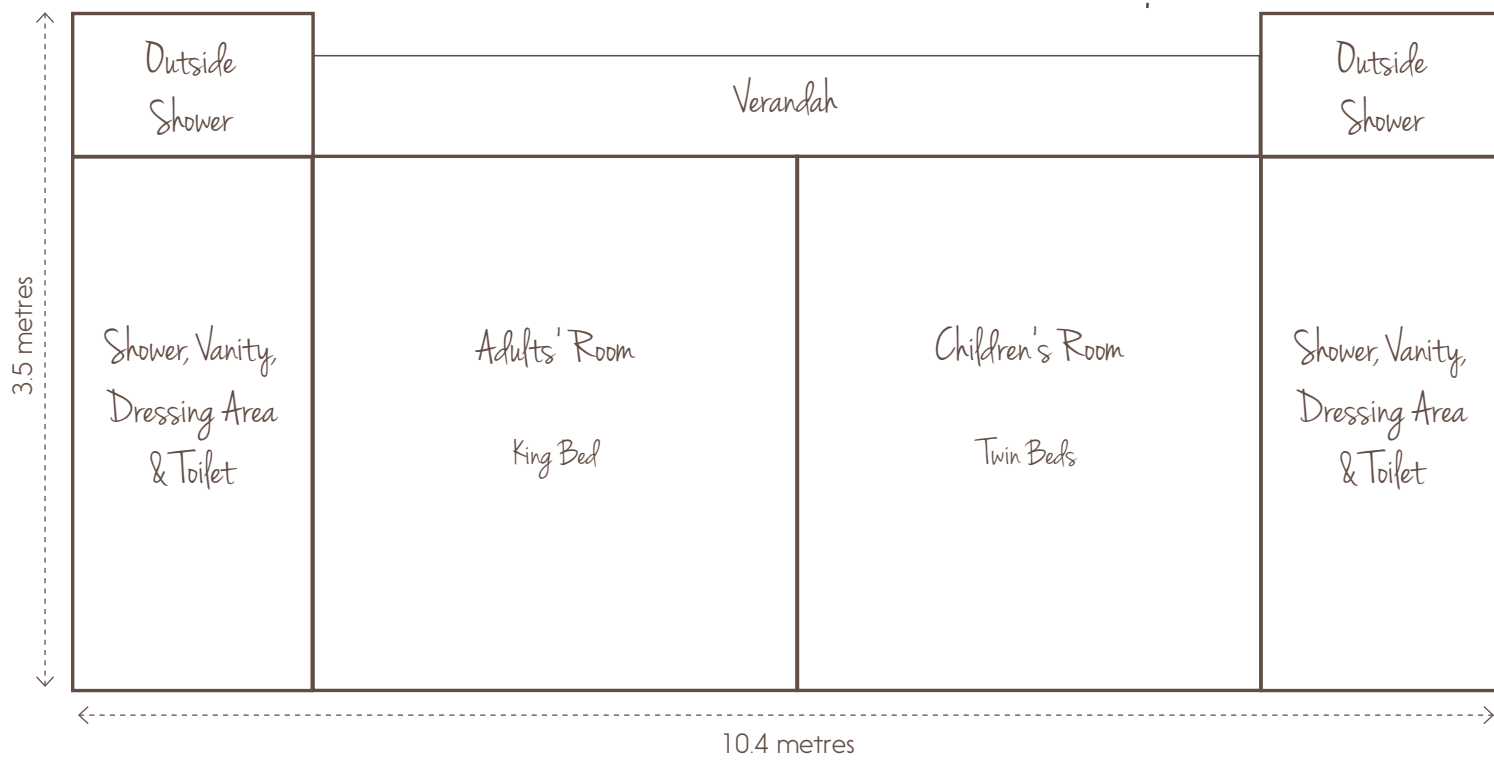 Outside
Shower
Verandah
Outside
Shower
3.5 metres
Shower, Vanity,
Dressing Area
& Toilet
Adults' Room
King Bed
Children's Room
Twin Beds
Shower, Vanity,
Dressing Area
& Toilet
10.4 metres